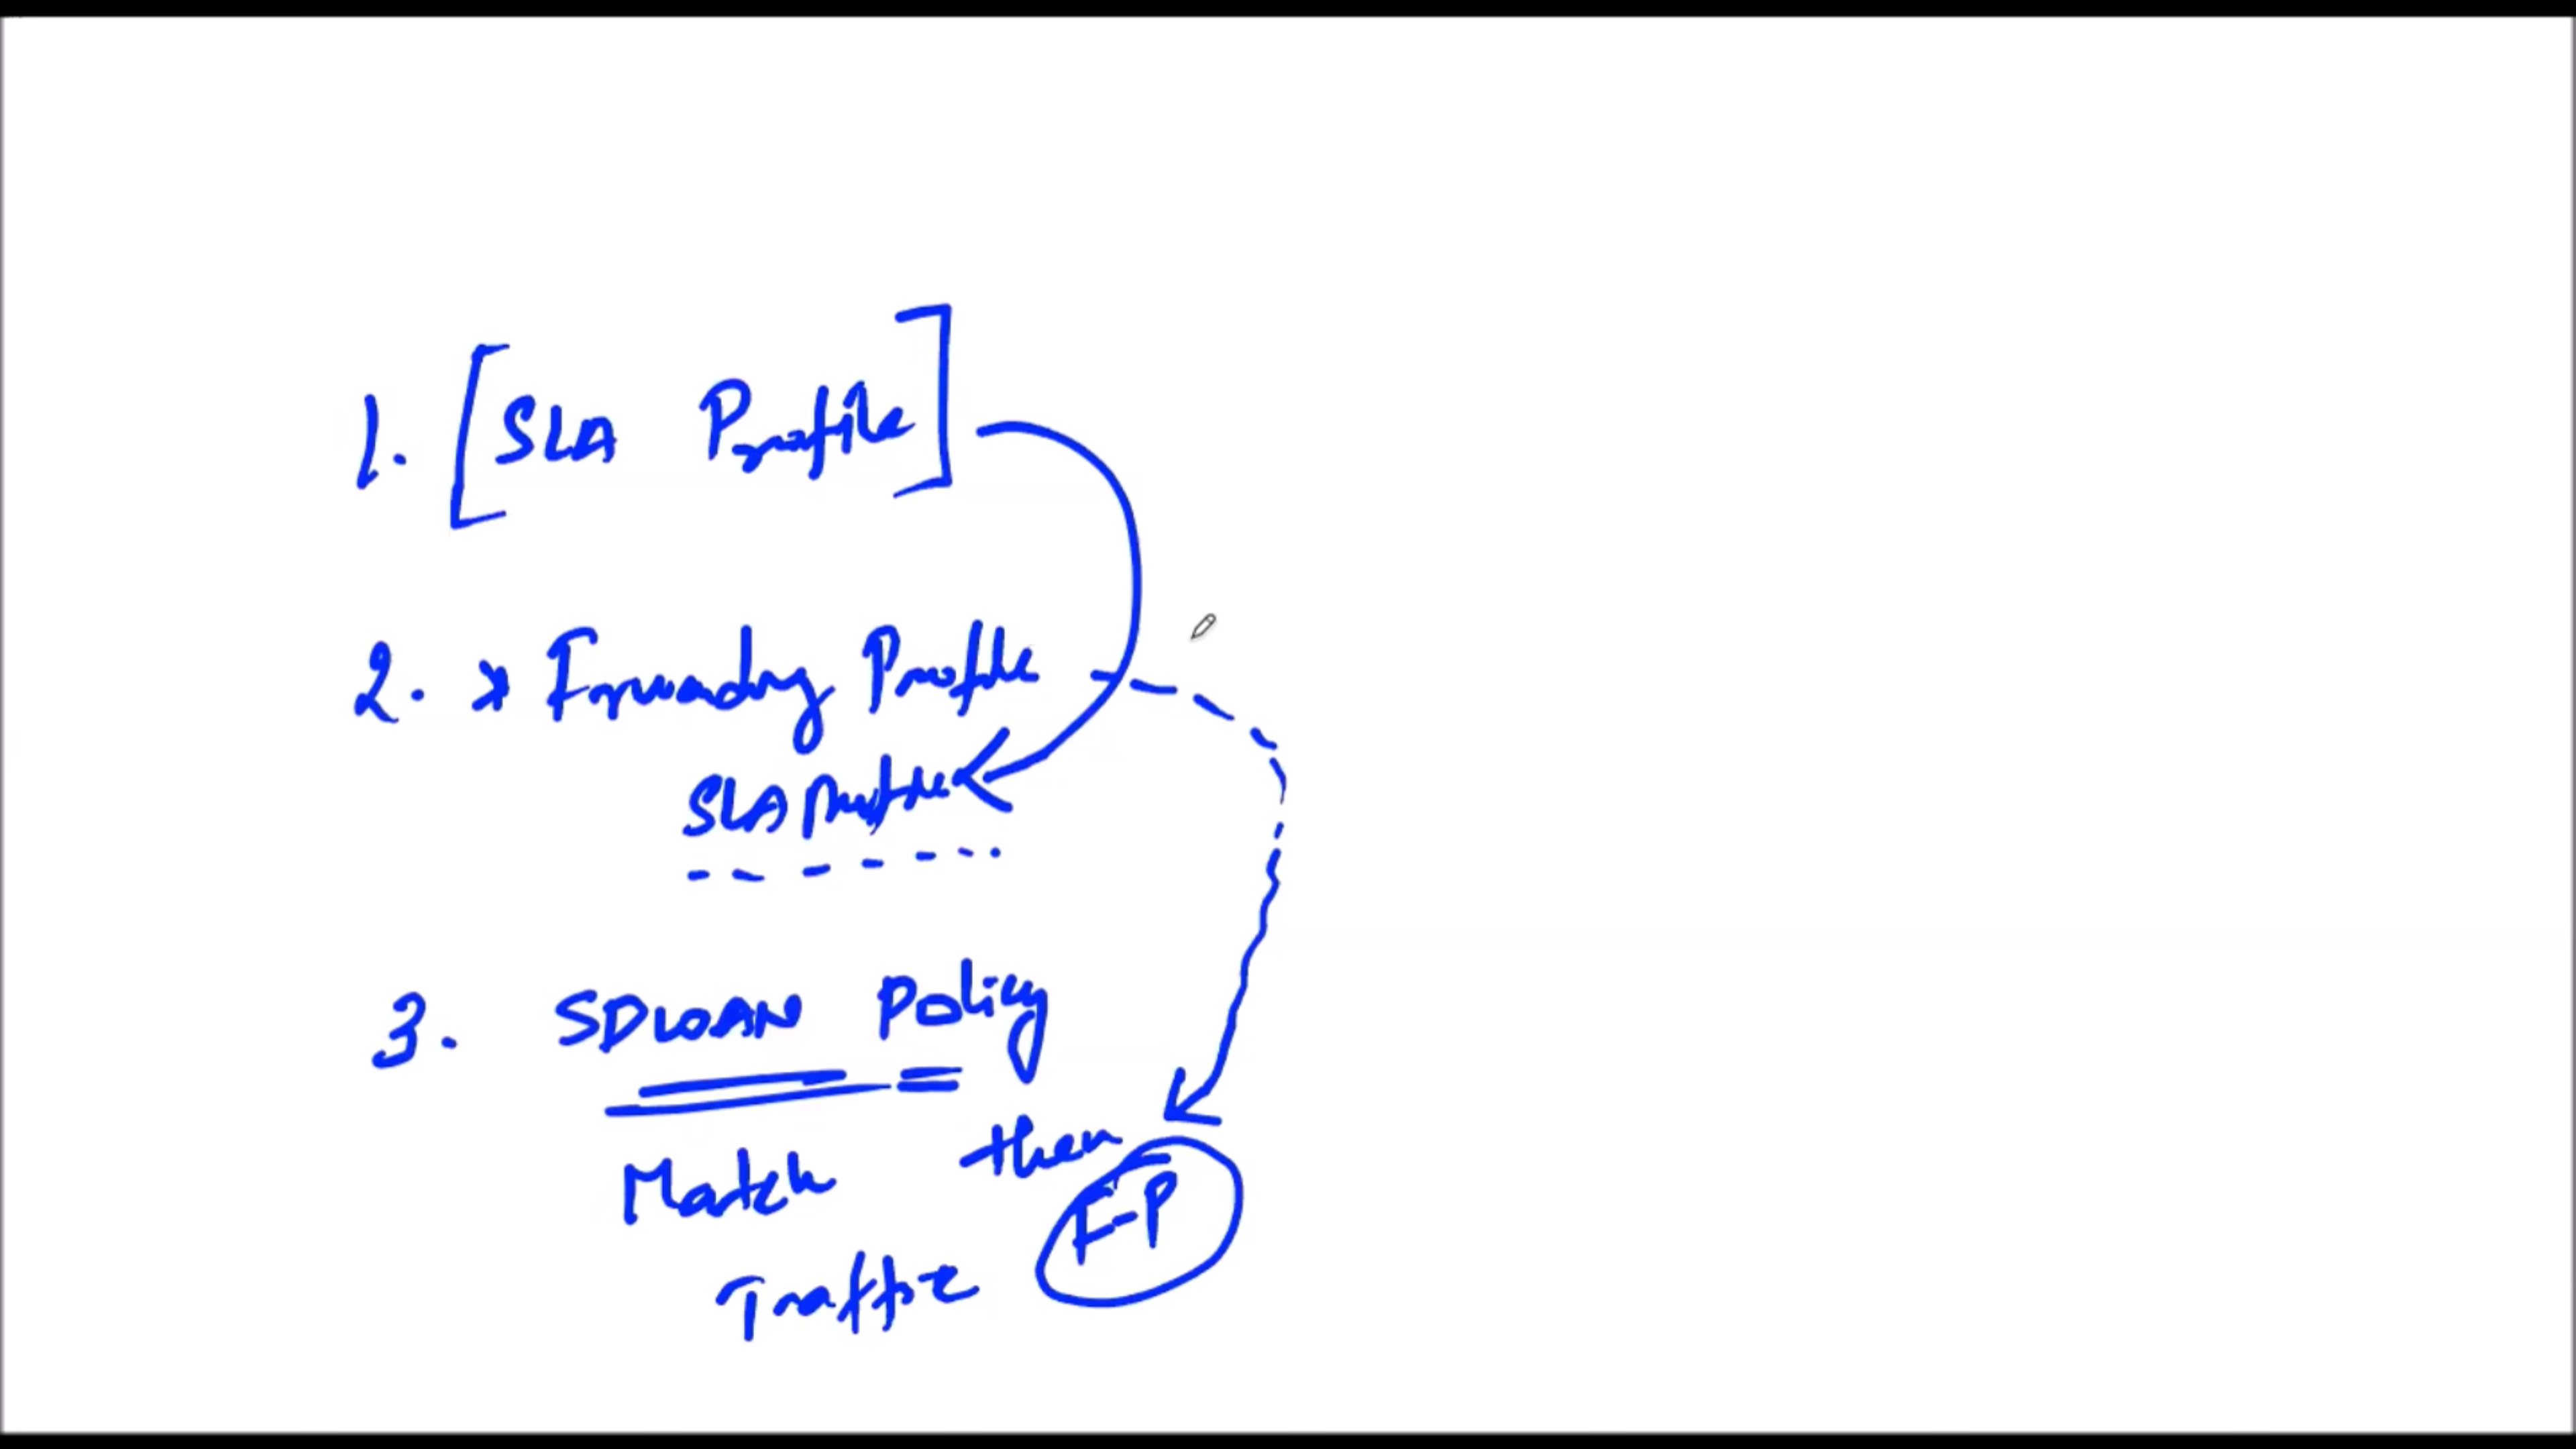 1. [SLA Profile]
2. * Forwarding Profile
SLA Profile
3. SDWAN Policy
Match then F-P
Traffic